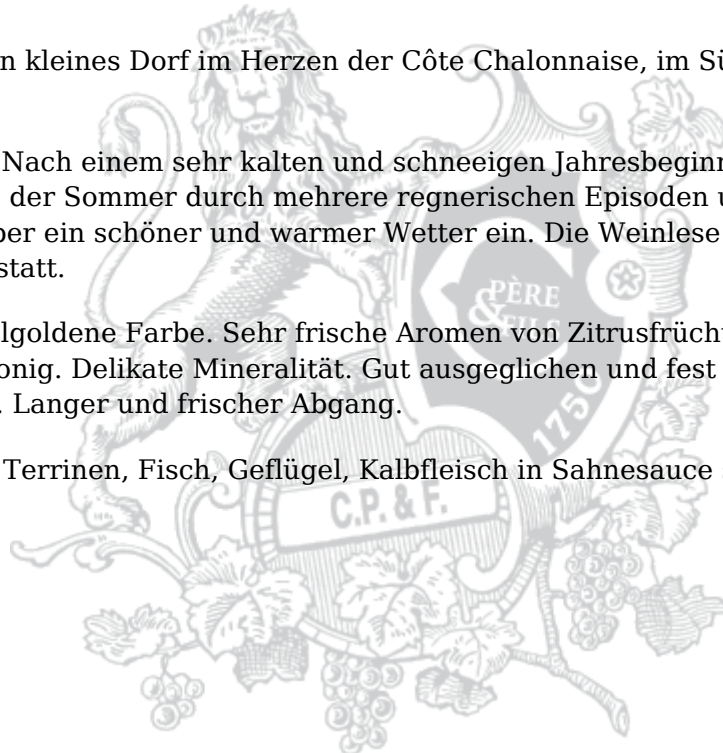 n kleines Dorf im Herzen der Côte Chalonnaise, im Sü
Nach einem sehr kalten und schneeigen Jahresbeginn
der Sommer durch mehrere regnerischen Episoden u
ber ein schöner und warmer Wetter ein. Die Weinlese
statt.
lgoldene Farbe. Sehr frische Aromen von Zitrusfrücht
onig. Delikate Mineralität. Gut ausgeglichen und fest
. Langer und frischer Abgang.
Terrinen, Fisch, Geflügel, Kalbfleisch in Sahnesauce
PÈRE
& FILS
1750
C.P. & F.